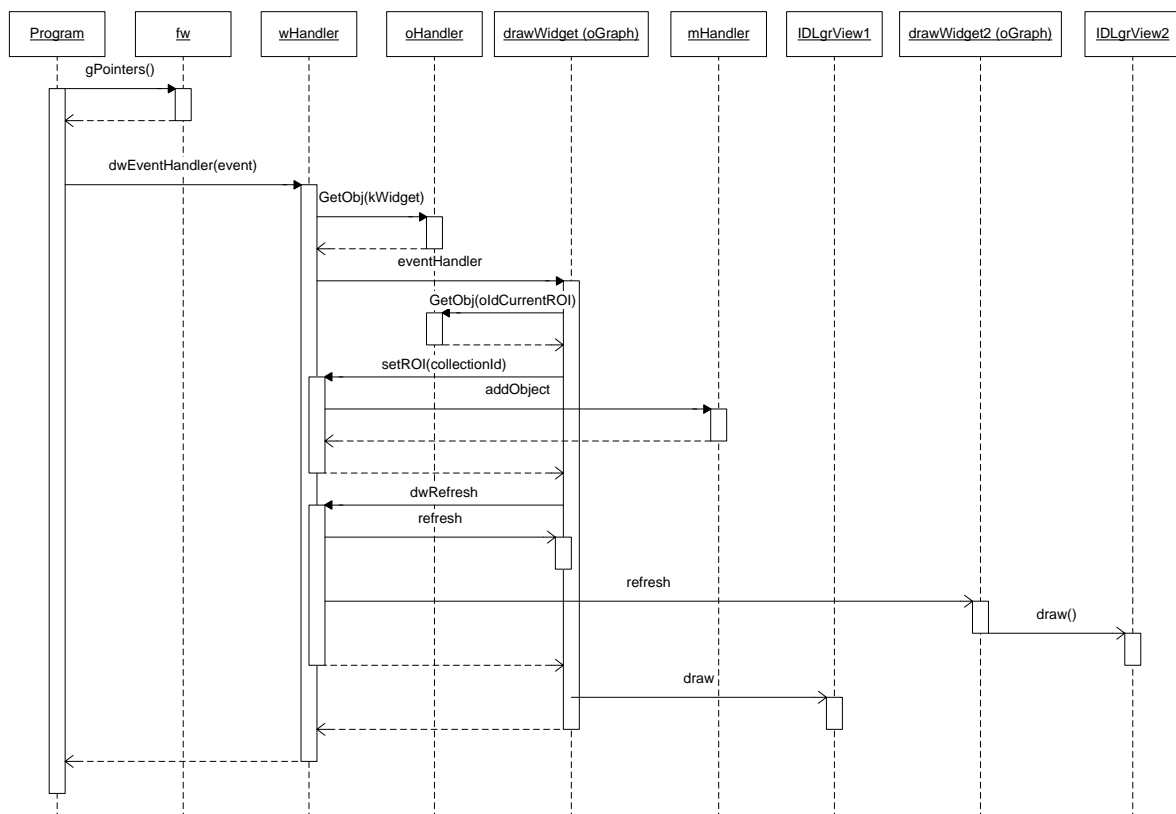 Program
fw
wHandler
oHandler
drawWidget (oGraph)
mHandler
IDLgrView1
drawWidget2 (oGraph)
IDLgrView2
gPointers()
dwEventHandler(event)
GetObj(kWidget)
eventHandler
GetObj(oIdCurrentROI)
setROI(collectionId)
addObject
dwRefresh
refresh
refresh
draw()
draw